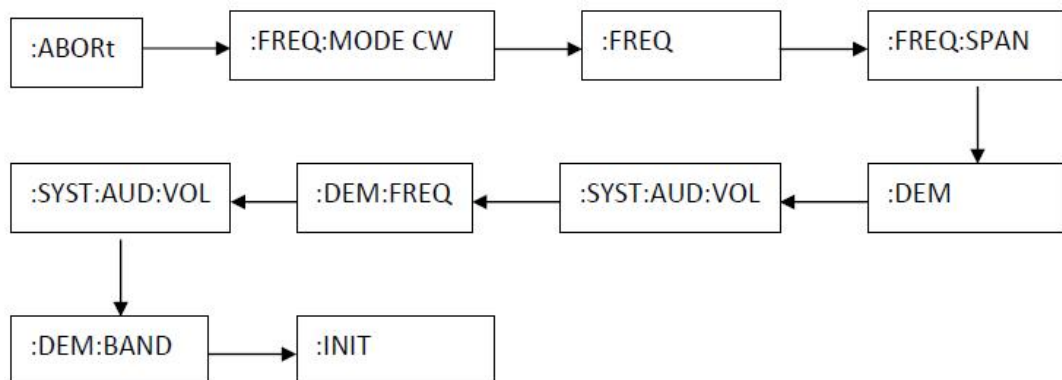 :ABORt
:FREQ:MODE CW
:FREQ
:FREQ:SPAN
:DEM
:SYST:AUD:VOL
:DEM:FREQ
:SYST:AUD:VOL
:DEM:BAND
:INIT